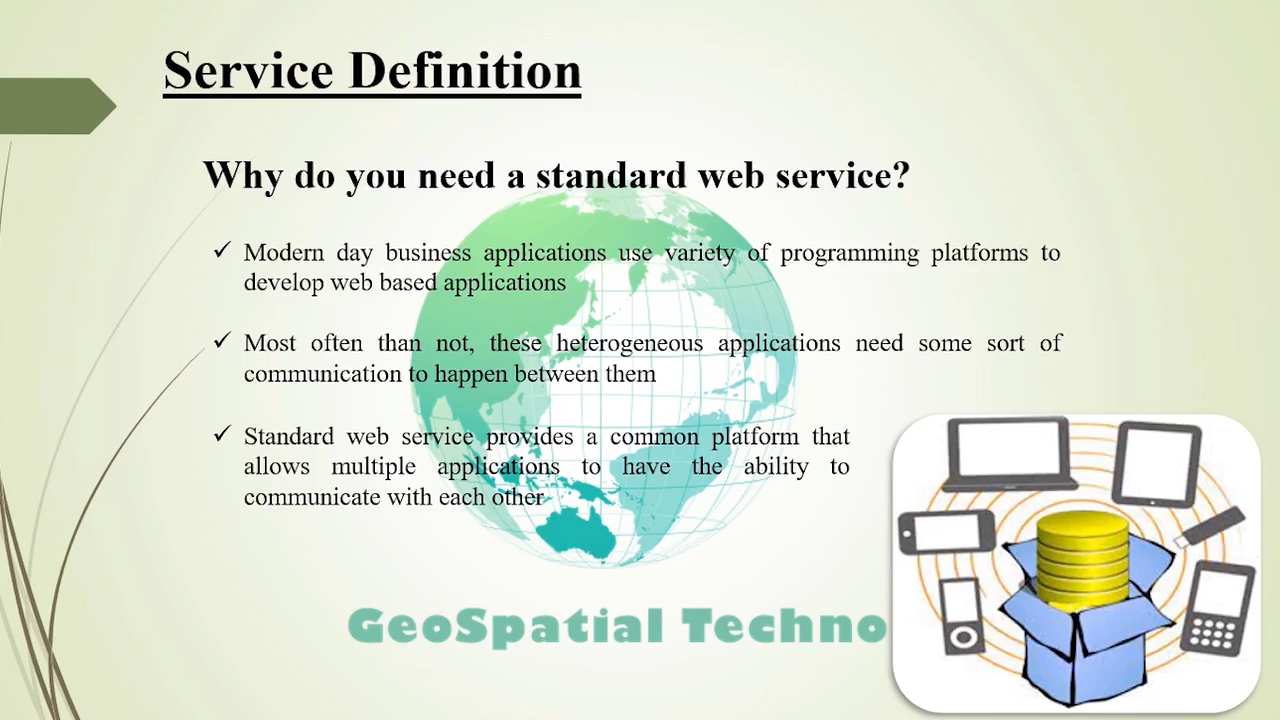 Service Definition
Why do you need a standard web service?
✓ Modern day business applications use variety of programming platforms to
develop web based applications
✓ Most often than not, these heterogeneous applications need some sort of
communication to happen between them
✓ Standard web service provides a common platform that
allows multiple applications to have the ability to
communicate with each other
GeoSpatial Techno